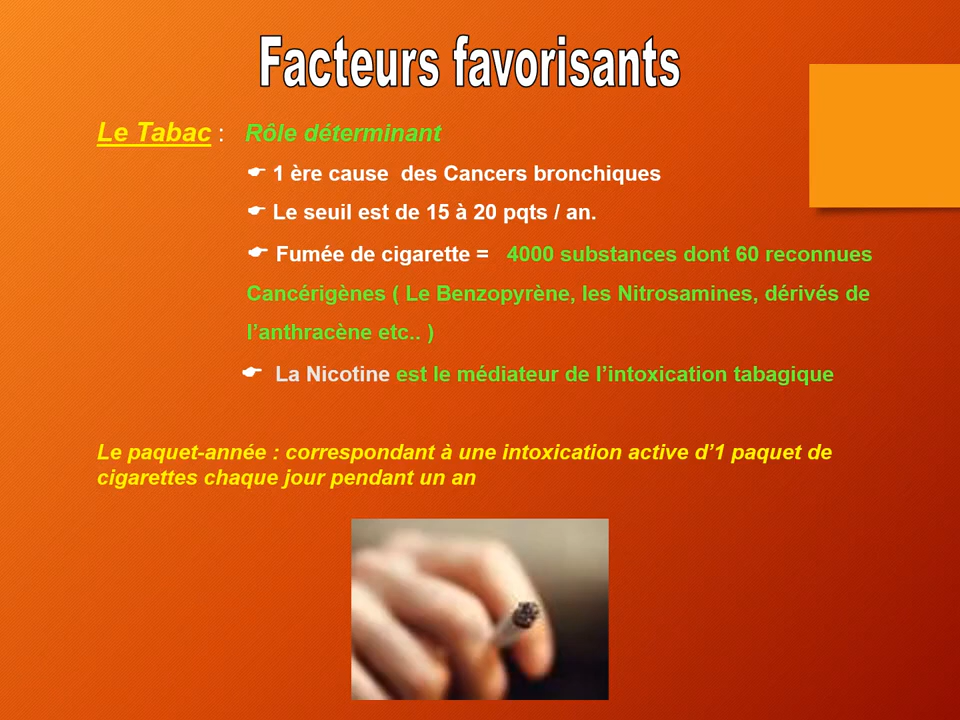 Facteurs favorisants
Le Tabac : Rôle déterminant
☛ 1 ère cause des Cancers bronchiques
☛ Le seuil est de 15 à 20 pqts / an.
☛ Fumée de cigarette = 4000 substances dont 60 reconnues
Cancérigènes ( Le Benzopyrène, les Nitrosamines, dérivés de
l’anthracène etc.. )
☛ La Nicotine est le médiateur de l’intoxication tabagique
Le paquet-année : correspondant à une intoxication active d’1 paquet de
cigarettes chaque jour pendant un an